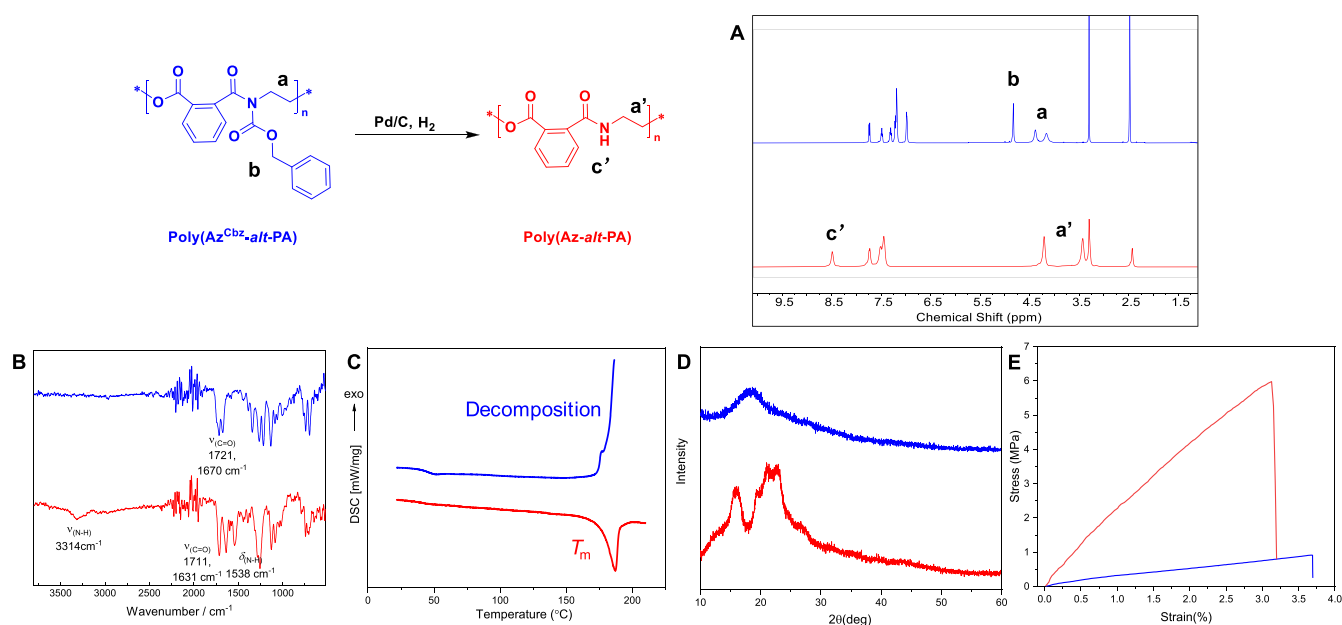 A
O
O
a
*
O
N
n
*
O
O
b
Pd/C, H2
O
O
a'
*
O
N
H
n
*
c'
Poly(AzCbz-alt-PA)
Poly(Az-alt-PA)
b
a
c'
a'
9.5 8.5 7.5 6.5 5.5 4.5 3.5 2.5 1.5
Chemical Shift (ppm)
B
ν(C=O)
1721,
1670 cm-1
ν(N-H)
3314cm-1
ν(C=O)
1711,
1631 cm-1
δ(N-H)
1538 cm-1
3500 3000 2500 2000 1500 1000
Wavenumber / cm-1
C
exo
DSC [mW/mg]
Decomposition
Tm
0 50 100 150 200
Temperature (°C)
D
Intensity
10 20 30 40 50 60
2θ(deg)
E
Stress (MPa)
7
6
5
4
3
2
1
0
0.0 0.5 1.0 1.5 2.0 2.5 3.0 3.5 4.0
Strain(%)